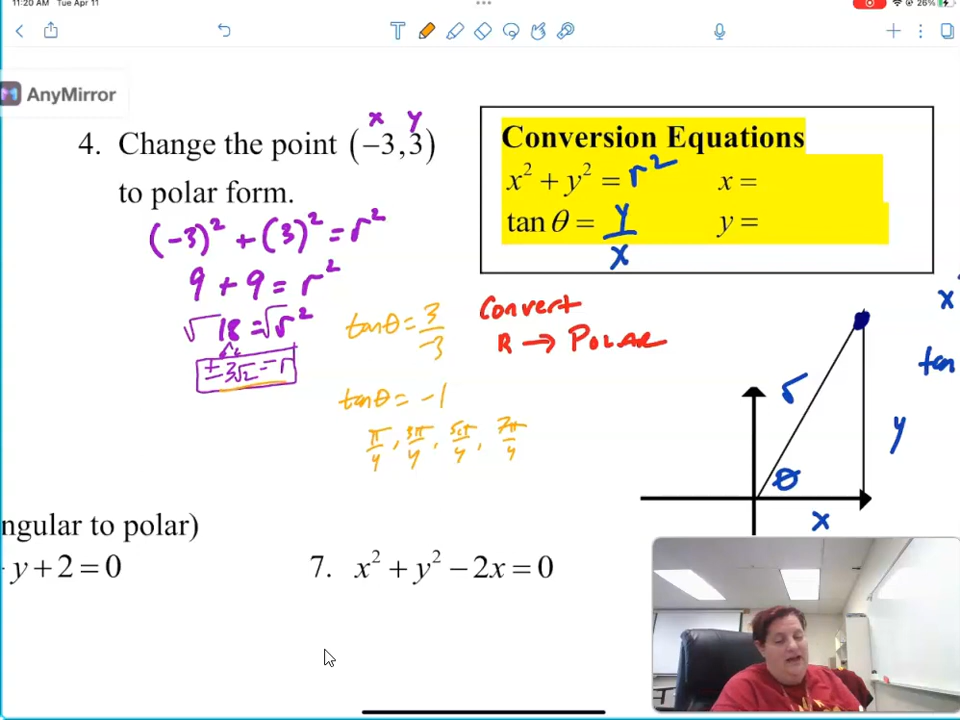 11:20 AM Tue Apr 11
26%
T
AnyMirror
x y
4. Change the point (−3,3)
to polar form.
(-3)² + (3)² = r²
9 + 9 = r²
√18 = √r²
± 3√2 = r
tanθ = 3/-3
tanθ = -1
π/4, 3π/4, 5π/4, 7π/4
Conversion Equations
x² + y² = r² x =
tan θ = y/x y =
Convert
R → POLAR
x
tan
r
y
θ
x
ngular to polar)
y + 2 = 0
7. x² + y² − 2x = 0